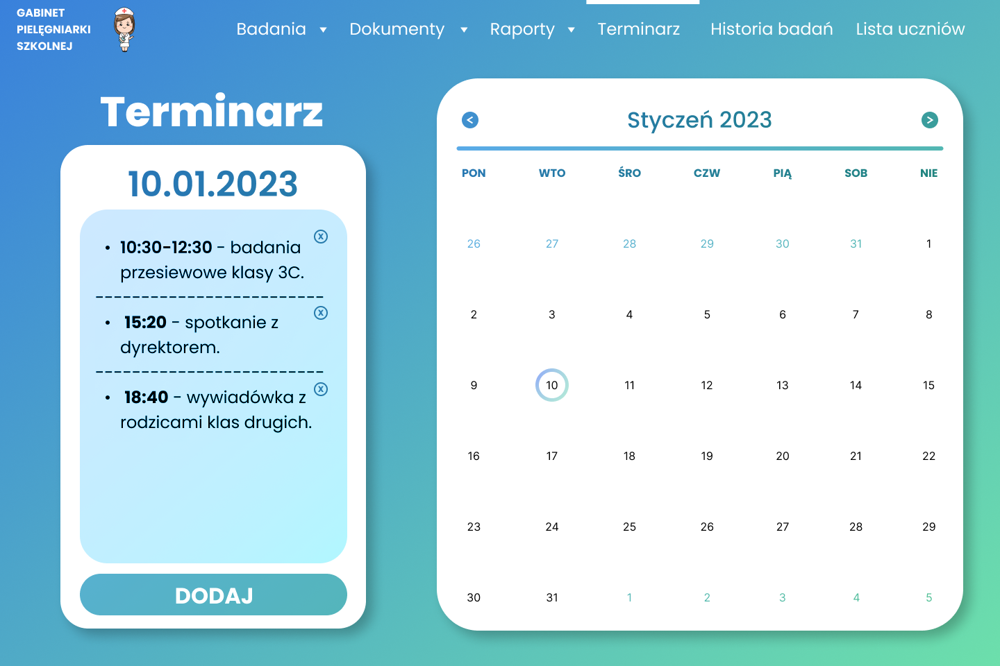 GABINET
PIELĘGNIARKI
SZKOLNEJ
Badania ▼ Dokumenty ▼ Raporty ▼ Terminarz Historia badań Lista uczniów
Terminarz
10.01.2023
• 10:30-12:30 - badania
przesiewowe klasy 3C.
-------------------------
• 15:20 - spotkanie z
dyrektorem.
-------------------------
• 18:40 - wywiadówka z
rodzicami klas drugich.
X
X
X
DODAJ
< Styczeń 2023 >
PON WTO ŚRO CZW PIĄ SOB NIE
26 27 28 29 30 31 1
2 3 4 5 6 7 8
9 10 11 12 13 14 15
16 17 18 19 20 21 22
23 24 25 26 27 28 29
30 31 1 2 3 4 5